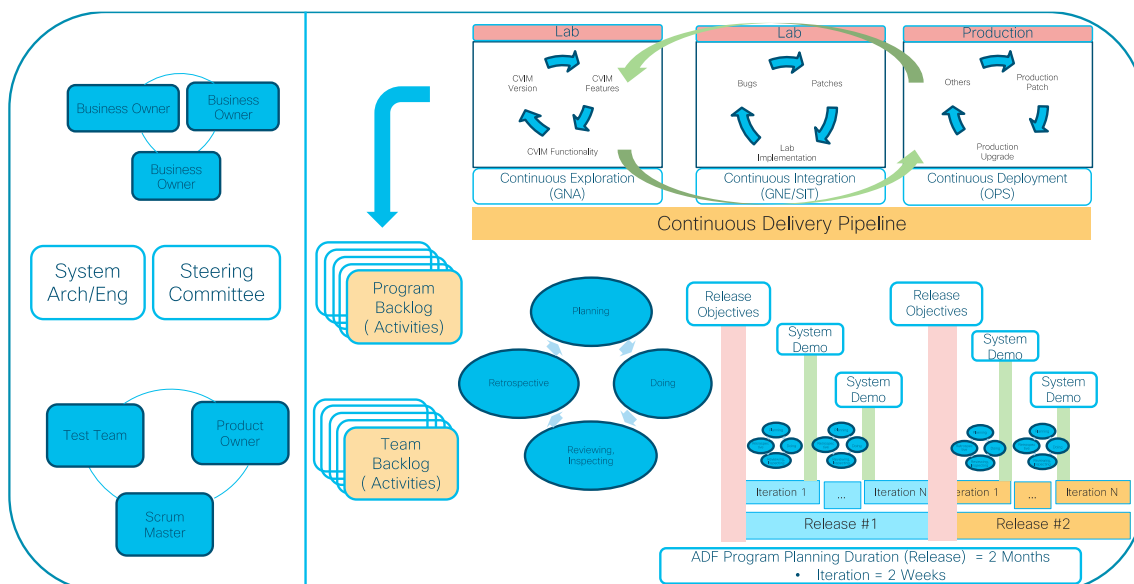 Business Owner
Business
Owner
Business
Owner
System
Arch/Eng
Steering
Committee
Test Team
Product
Owner
Scrum
Master
Lab
CVIM
Version
CVIM
Features
CVIM Functionality
Continuous Exploration
(GNA)
Lab
Bugs
Patches
Lab
Implementation
Continuous Integration
(GNE/SIT)
Production
Others
Production
Patch
Production
Upgrade
Continuous Deployment
(OPS)
Continuous Delivery Pipeline
Program
Backlog
( Activities)
Team
Backlog
( Activities)
Planning
Retrospective
Doing
Reviewing,
Inspecting
Release
Objectives
System
Demo
System
Demo
Release
Objectives
System
Demo
System
Demo
Iteration 1
...
Iteration N
Iteration 1
...
Iteration N
Release #1
Release #2
ADF Program Planning Duration (Release) = 2 Months
• Iteration = 2 Weeks